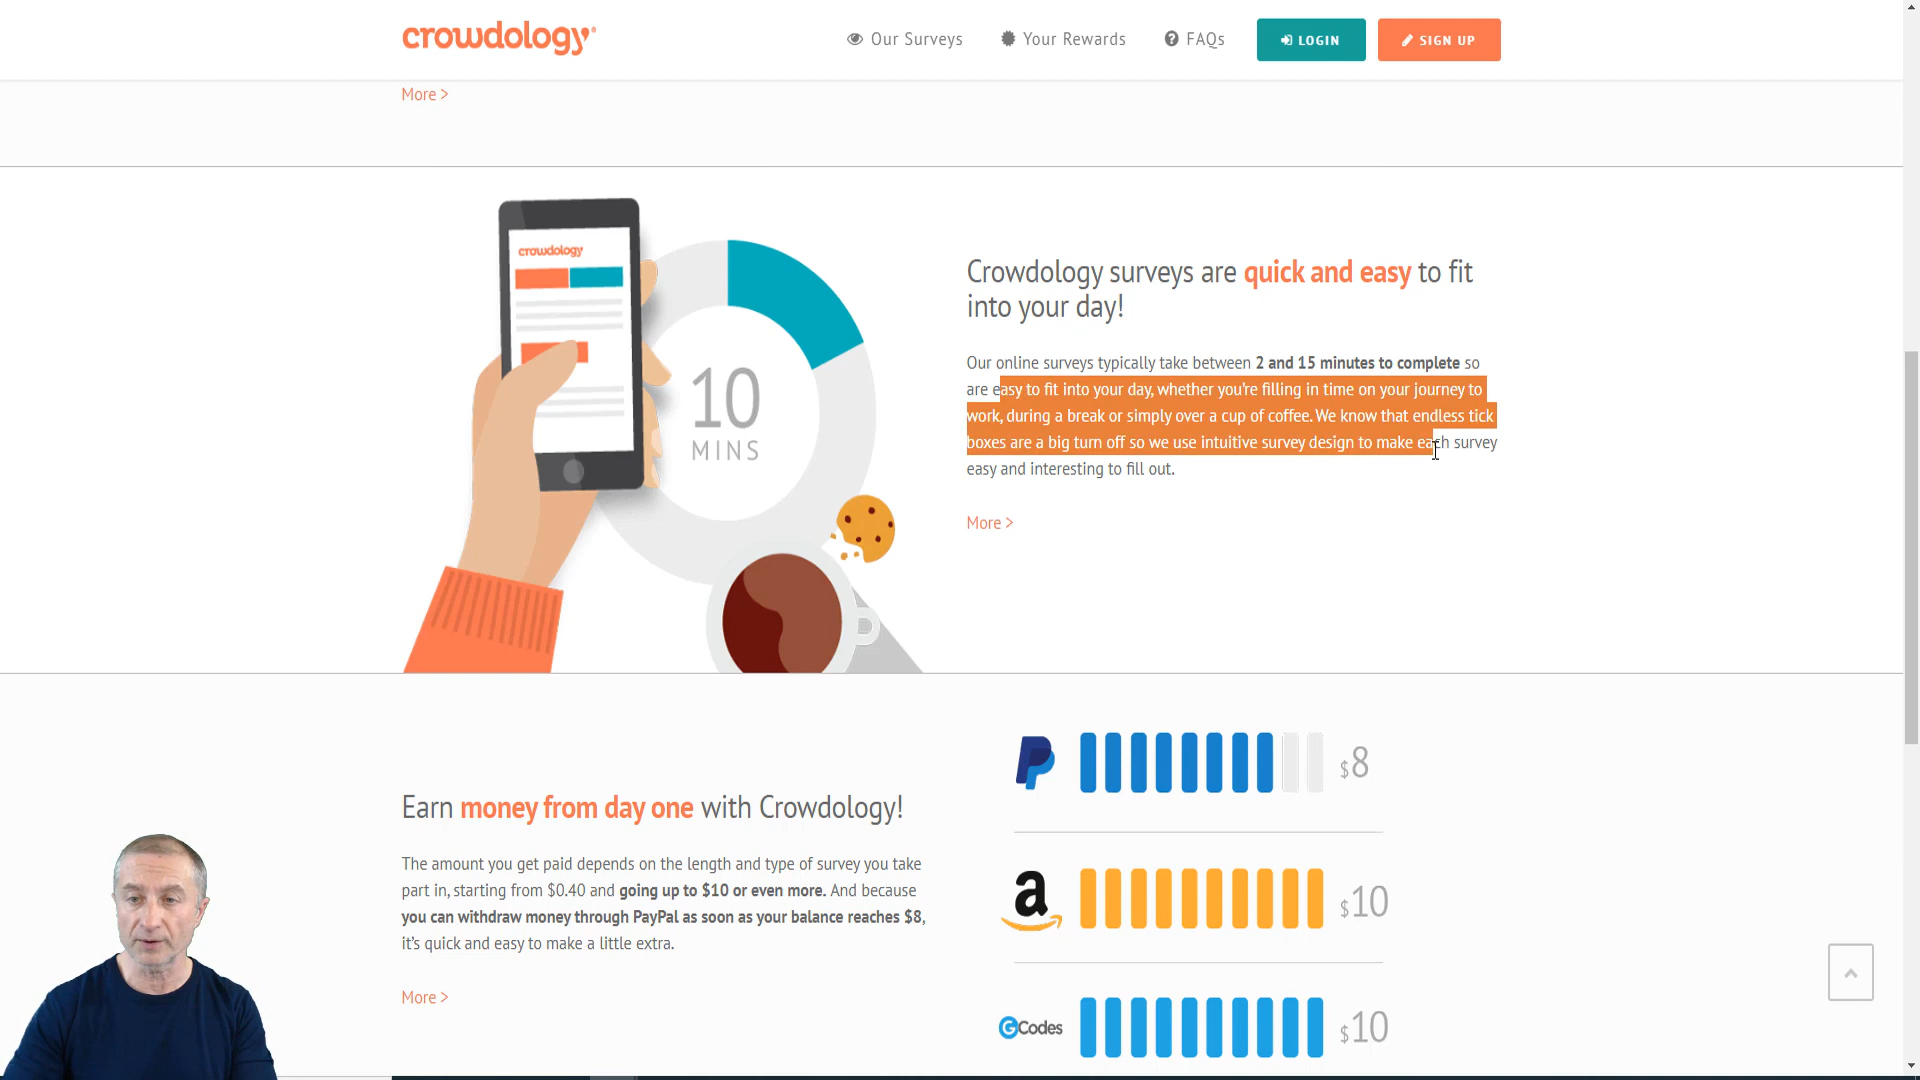 crowdology
Our Surveys
Your Rewards
FAQs
LOGIN
SIGN UP
More >
crowdology
10
MINS
Crowdology surveys are quick and easy to fit
into your day!
Our online surveys typically take between 2 and 15 minutes to complete so
are easy to fit into your day, whether you're filling in time on your journey to
work, during a break or simply over a cup of coffee. We know that endless tick
boxes are a big turn off so we use intuitive survey design to make each survey
easy and interesting to fill out.
More >
Earn money from day one with Crowdology!
The amount you get paid depends on the length and type of survey you take
part in, starting from $0.40 and going up to $10 or even more. And because
you can withdraw money through PayPal as soon as your balance reaches $8,
it's quick and easy to make a little extra.
More >
$8
$10
GCodes
$10